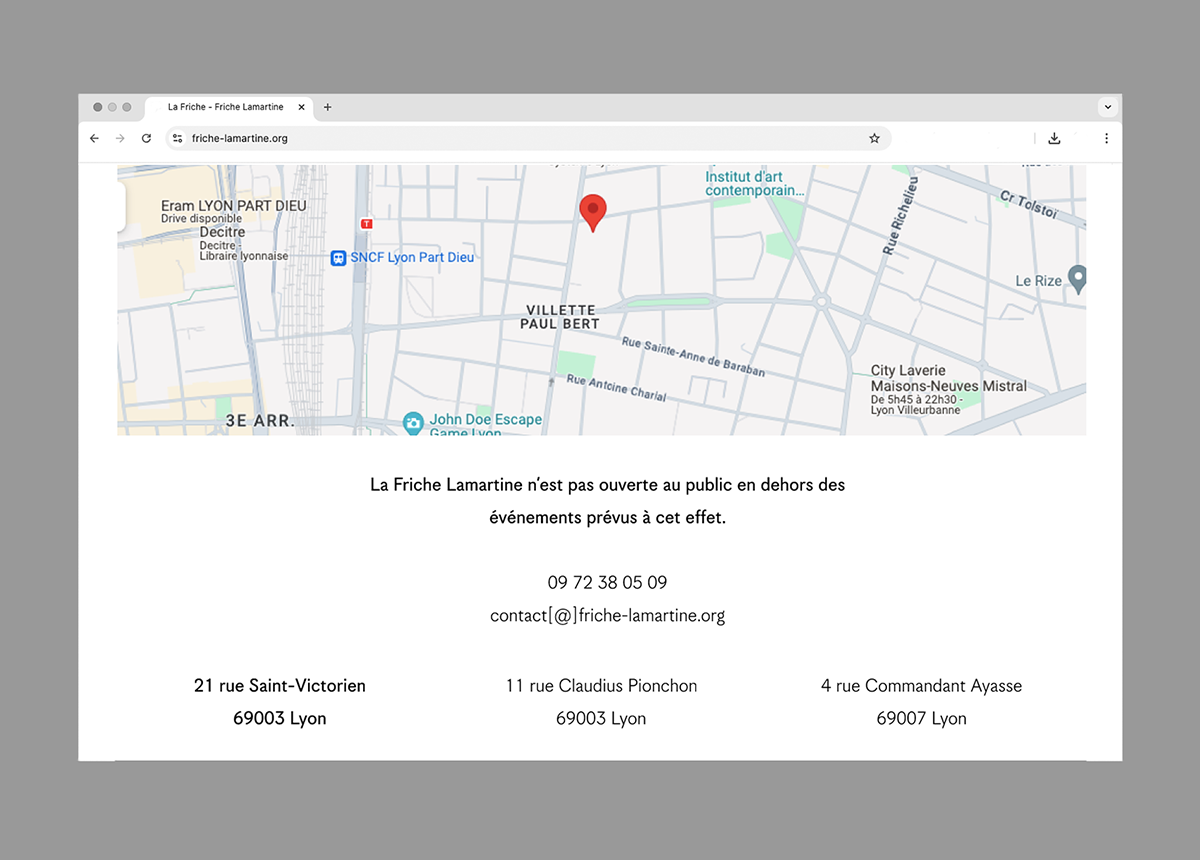 La Friche - Friche Lamartine
friche-lamartine.org
Institut d'art
contemporain...
Eram LYON PART DIEU
Drive disponible
Decitre
Decitre -
Libraire lyonnaise
T
SNCF Lyon Part Dieu
Rue Richelieu
Cr Tolstoï
Le Rize
VILLETTE
PAUL BERT
Rue Sainte-Anne de Baraban
Rue Antoine Charial
City Laverie
Maisons-Neuves Mistral
De 5h45 à 22h30 -
Lyon Villeurbanne
3E ARR.
John Doe Escape
Game Lyon
La Friche Lamartine n'est pas ouverte au public en dehors des
événements prévus à cet effet.
09 72 38 05 09
contact[@]friche-lamartine.org
21 rue Saint-Victorien
69003 Lyon
11 rue Claudius Pionchon
69003 Lyon
4 rue Commandant Ayasse
69007 Lyon